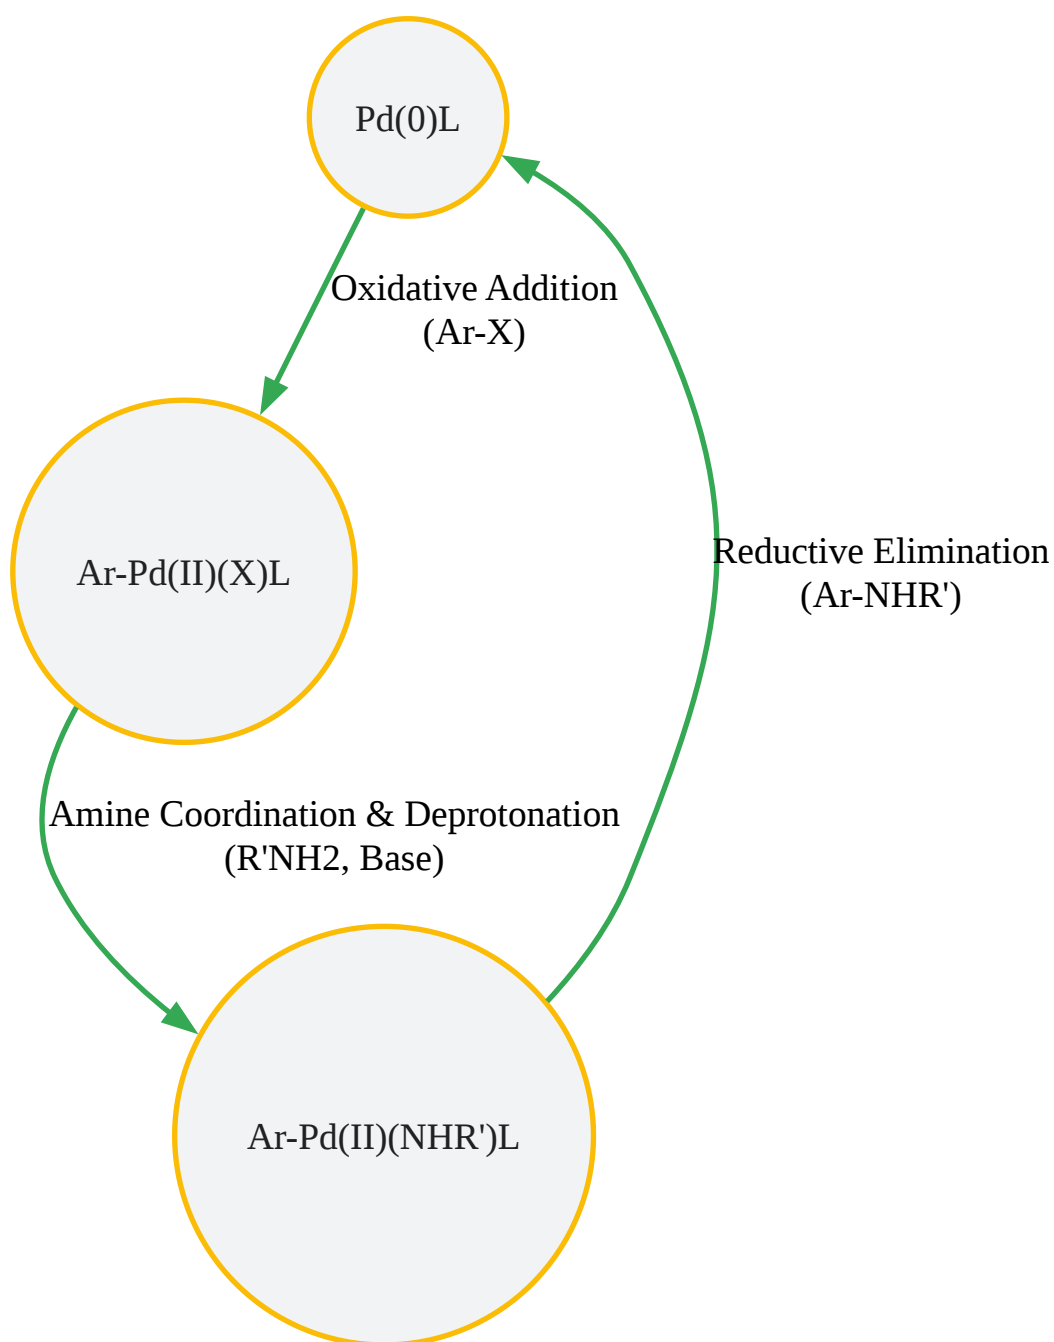 Pd(0)L
Oxidative Addition
(Ar-X)
Reductive Elimination
(Ar-NHR')
Ar-Pd(II)(X)L
Amine Coordination & Deprotonation
(R'NH2, Base)
Ar-Pd(II)(NHR')L